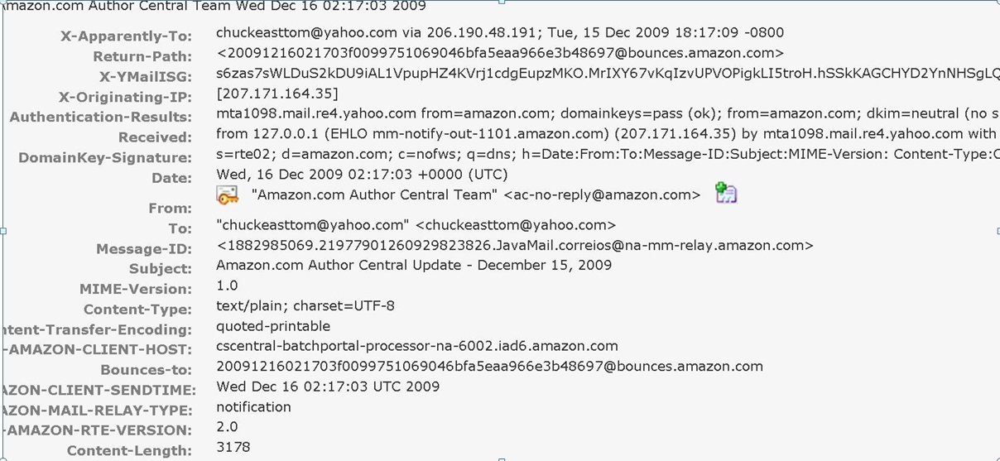 amazon.com Author Central Team Wed Dec 16 02:17:03 2009
X-Apparently-To: chuckeasttom@yahoo.com via 206.190.48.191; Tue, 15 Dec 2009 18:17:09 -0800
Return-Path: <20091216021703f0099751069046bfa5eaa966e3b48697@bounces.amazon.com>
X-YMailISG: s6zas7sWLDuS2kDU9iAL1VpupHZ4KVrj1cdgEupzMKO.MrIXY67vKqIzvUPVOPigkLI5troH.hSSkKAGCHYD2YnNHSgLQ
X-Originating-IP: [207.171.164.35]
Authentication-Results: mta1098.mail.re4.yahoo.com from=amazon.com; domainkeys=pass (ok); from=amazon.com; dkim=neutral (no s
Received: from 127.0.0.1 (EHLO mm-notify-out-1101.amazon.com) (207.171.164.35) by mta1098.mail.re4.yahoo.com with
DomainKey-Signature: s=rte02; d=amazon.com; c=nofws; q=dns; h=Date:From:To:Message-ID:Subject:MIME-Version: Content-Type:C
Date: Wed, 16 Dec 2009 02:17:03 +0000 (UTC)
From: "Amazon.com Author Central Team" <ac-no-reply@amazon.com>
To: "chuckeasttom@yahoo.com" <chuckeasttom@yahoo.com>
Message-ID: <1882985069.21977901260929823826.JavaMail.correios@na-mm-relay.amazon.com>
Subject: Amazon.com Author Central Update - December 15, 2009
MIME-Version: 1.0
Content-Type: text/plain; charset=UTF-8
ntent-Transfer-Encoding: quoted-printable
-AMAZON-CLIENT-HOST: cscentral-batchportal-processor-na-6002.iad6.amazon.com
Bounces-to: 20091216021703f0099751069046bfa5eaa966e3b48697@bounces.amazon.com
AZON-CLIENT-SENDTIME: Wed Dec 16 02:17:03 UTC 2009
AZON-MAIL-RELAY-TYPE: notification
-AMAZON-RTE-VERSION: 2.0
Content-Length: 3178